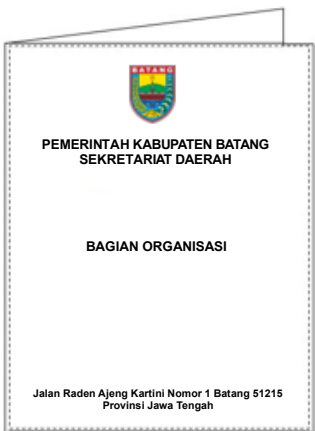 BATANG
PEMERINTAH KABUPATEN BATANG
SEKRETARIAT DAERAH
BAGIAN ORGANISASI
Jalan Raden Ajeng Kartini Nomor 1 Batang 51215
Provinsi Jawa Tengah